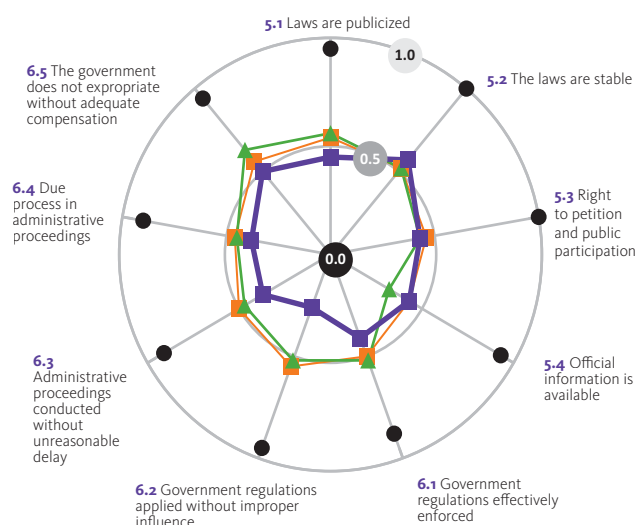 5.1 Laws are publicized
1.0
6.5 The government
does not expropriate
without adequate
compensation
5.2 The laws are stable
0.5
6.4 Due
process in
administrative
proceedings
5.3 Right
to petition
and public
participation
0.0
6.3
Administrative
proceedings
conducted
without
unreasonable
delay
5.4 Official
information is
available
6.2 Government regulations
applied without improper
influence
6.1 Government
regulations effectively
enforced